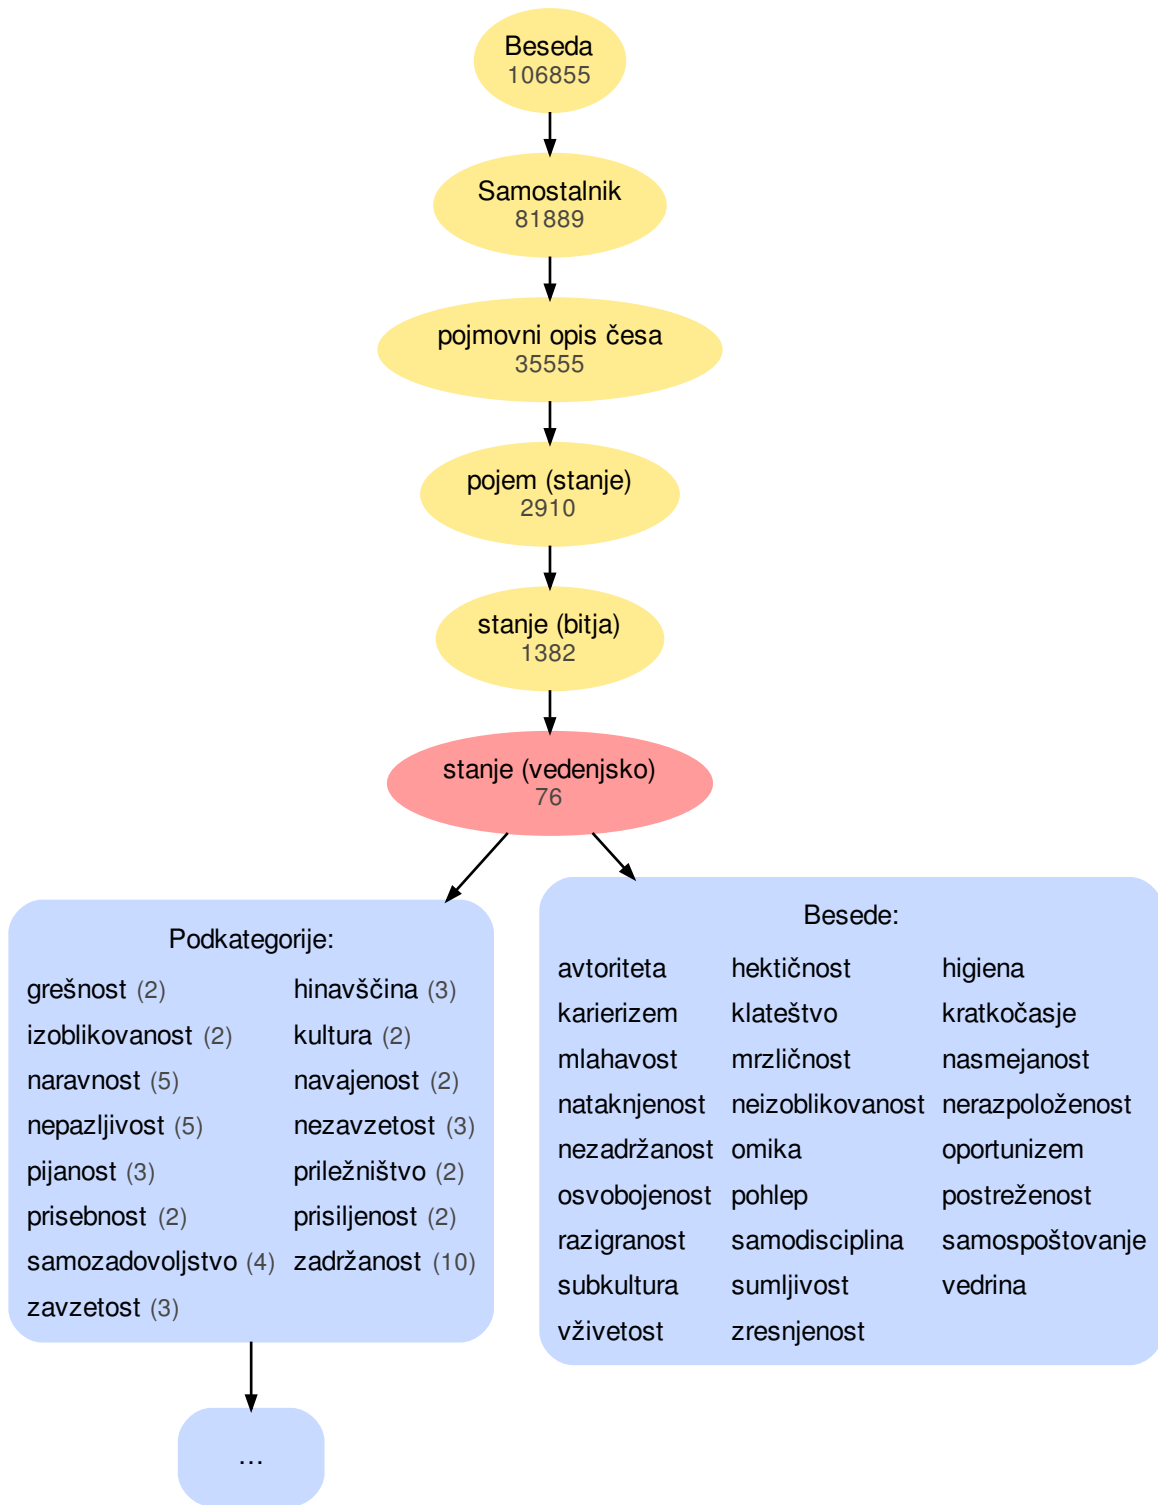 Beseda
106855
Samostalnik
81889
pojmovni opis česa
35555
pojem (stanje)
2910
stanje (bitja)
1382
stanje (vedenjsko)
76
Podkategorije:
grešnost (2) hinavščina (3)
izoblikovanost (2) kultura (2)
naravnost (5) navajenost (2)
nepazljivost (5) nezavzetost (3)
pijanost (3) priležništvo (2)
prisebnost (2) prisiljenost (2)
samozadovoljstvo (4) zadržanost (10)
zavzetost (3)
...
Besede:
avtoriteta hektičnost higiena
karierizem klateštvo kratkočasje
mlahavost mrzličnost nasmejanost
nataknjenost neizoblikovanost nerazpoloženost
nezadržanost omika oportunizem
osvobojenost pohlep postreženost
razigranost samodisciplina samospoštovanje
subkultura sumljivost vedrina
vživetost zresnjenost